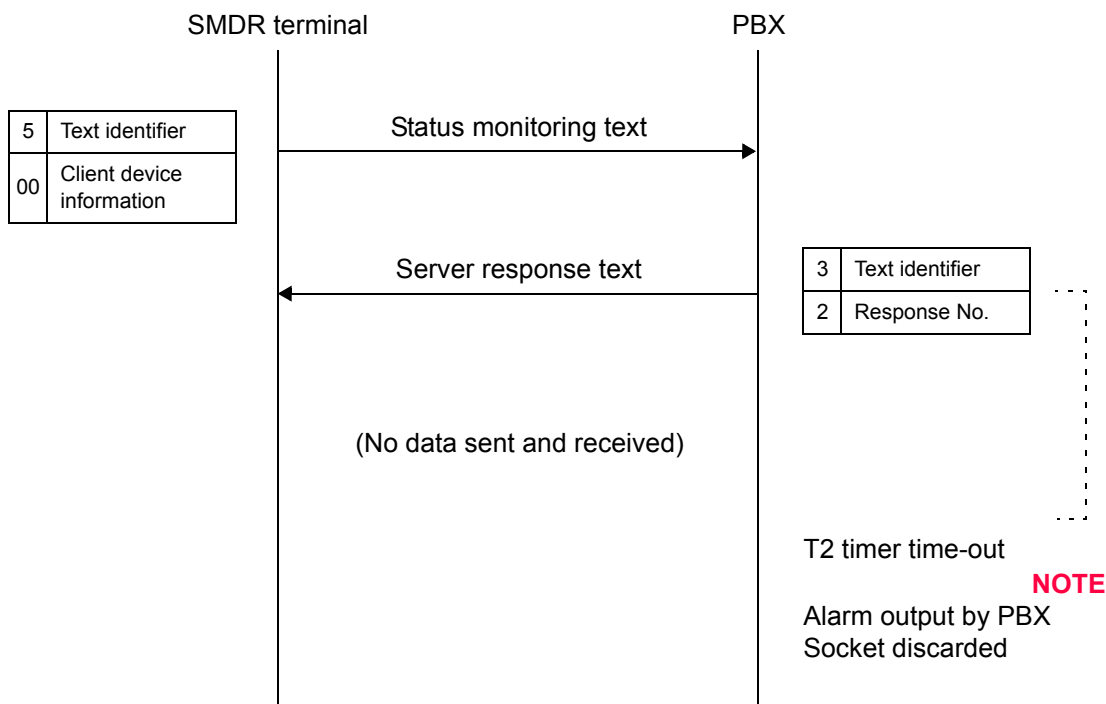 SMDR terminal PBX
Status monitoring text
5 Text identifier
00 Client device
information
Server response text
3 Text identifier
2 Response No.
(No data sent and received)
T2 timer time-out
NOTE
Alarm output by PBX
Socket discarded